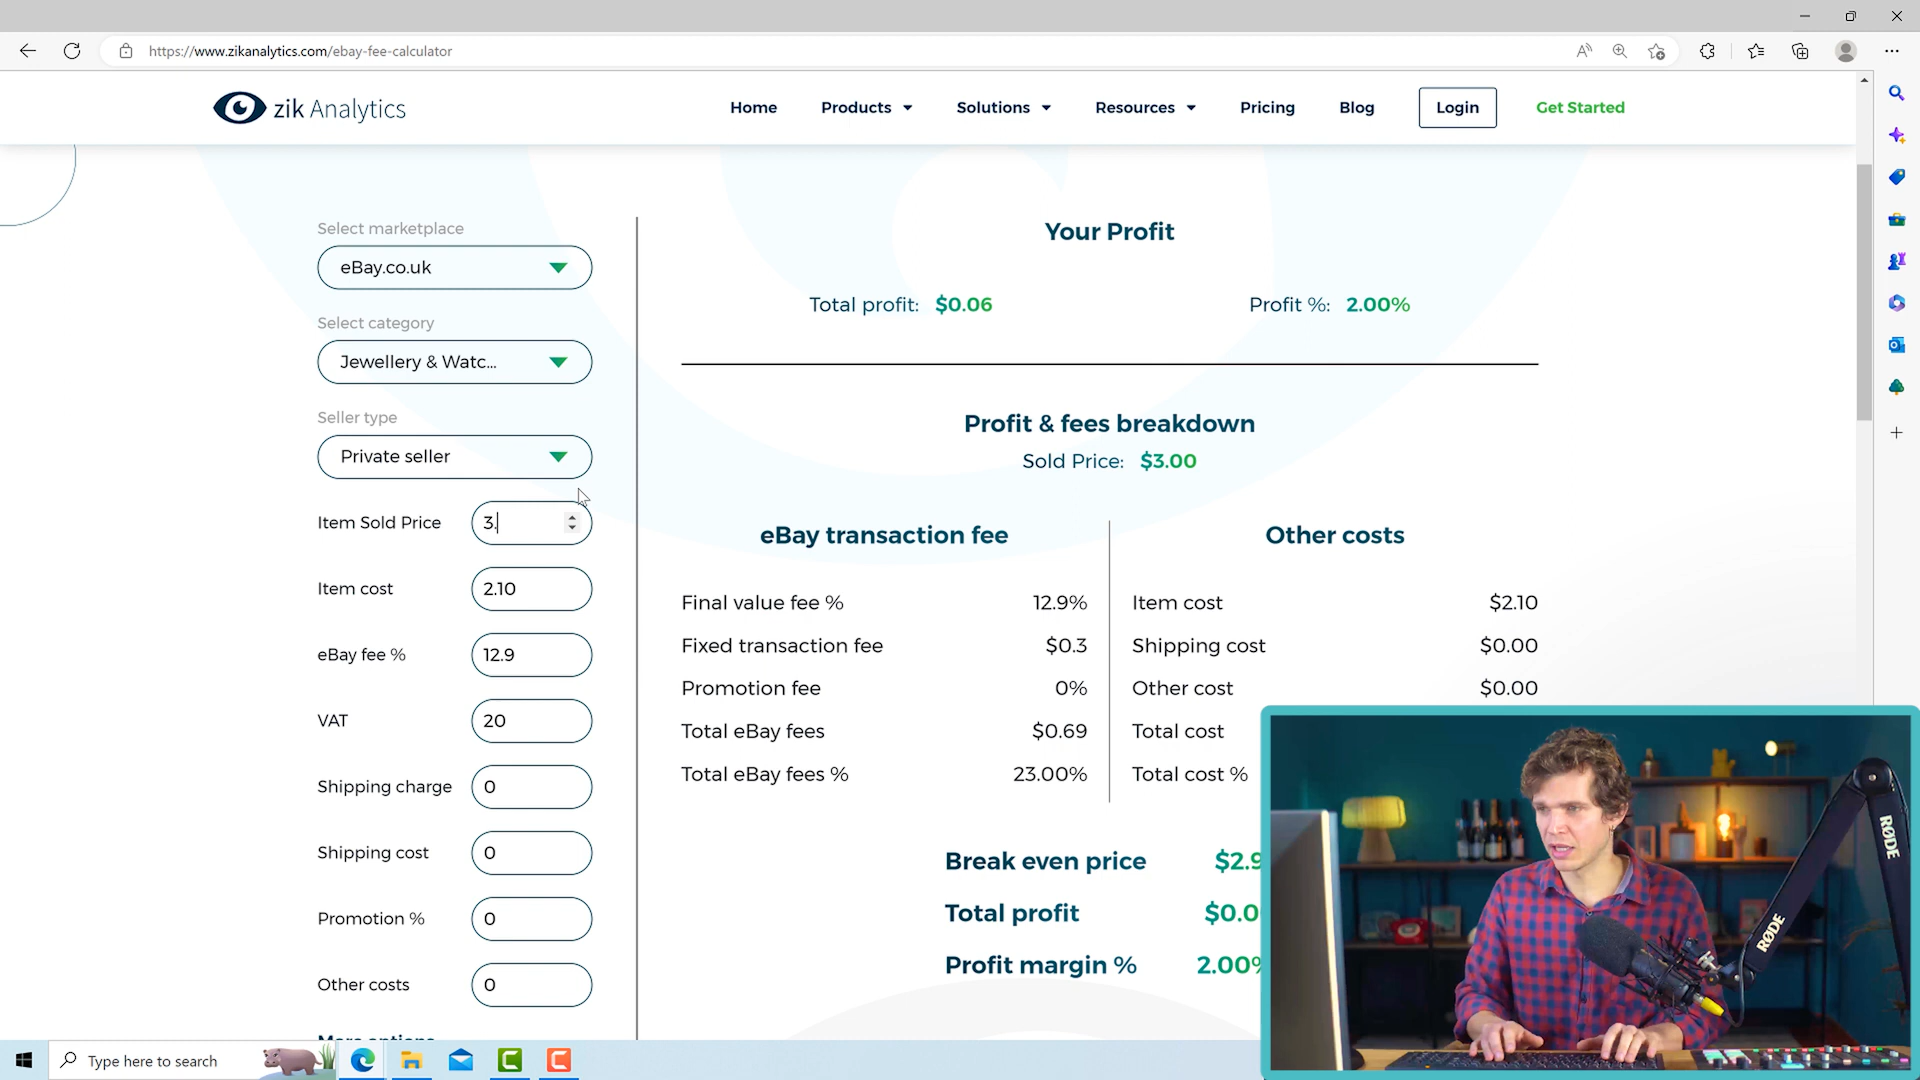 https://www.zikanalytics.com/ebay-fee-calculator
zik Analytics
Home
Products
Solutions
Resources
Pricing
Blog
Login
Get Started
Select marketplace
eBay.co.uk
Select category
Jewellery & Watc...
Seller type
Private seller
Item Sold Price
3.
Item cost
2.10
eBay fee %
12.9
VAT
20
Shipping charge
0
Shipping cost
0
Promotion %
0
Other costs
0
Your Profit
Total profit: $0.06
Profit %: 2.00%
Profit & fees breakdown
Sold Price: $3.00
eBay transaction fee
Final value fee % 12.9%
Fixed transaction fee $0.3
Promotion fee 0%
Total eBay fees $0.69
Total eBay fees % 23.00%
Other costs
Item cost $2.10
Shipping cost $0.00
Other cost $0.00
Total cost
Total cost %
Break even price $2.9
Total profit $0.0
Profit margin % 2.00%
RØDE
RØDE
Type here to search